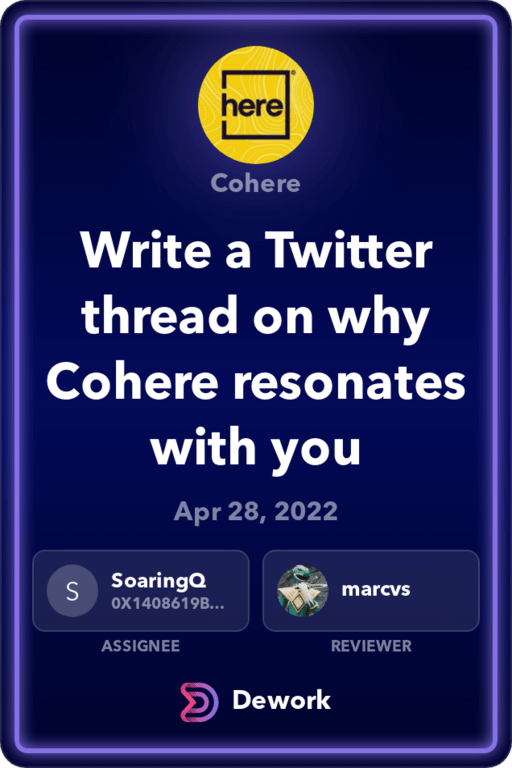 here®
Cohere
Write a Twitter
thread on why
Cohere resonates
with you
Apr 28, 2022
S
SoaringQ
0X1408619B...
marcvs
ASSIGNEE
REVIEWER
Dework